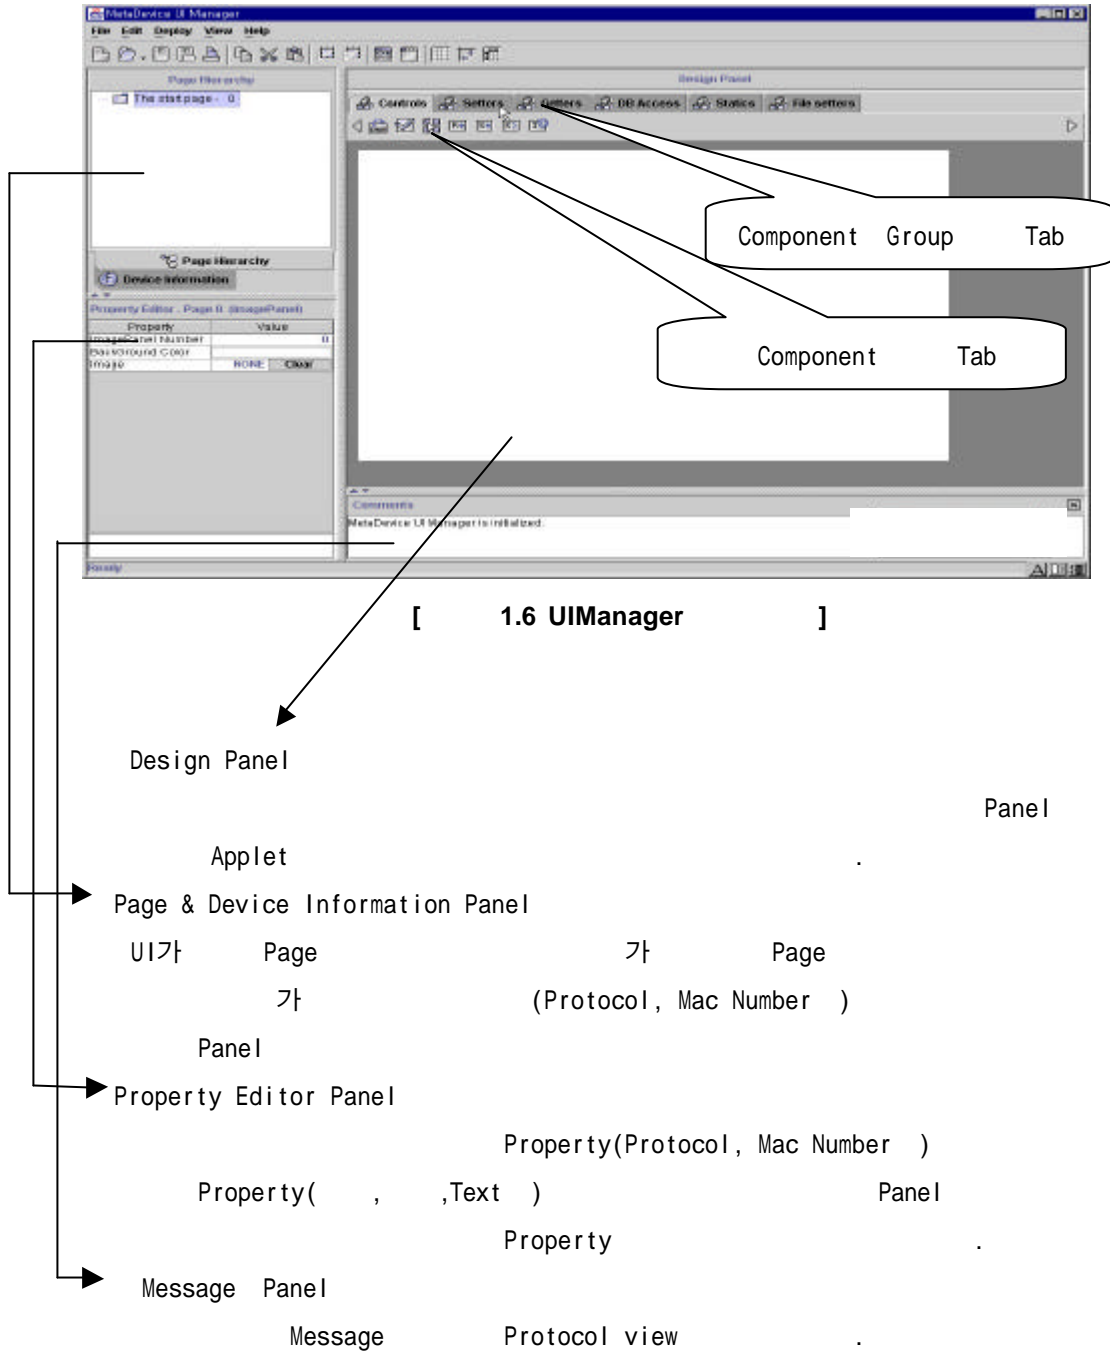 MetaDevice UI Manager
File Edit Deploy View Help
Page Hierarchy
Design Panel
The start page - 0
Controls Setters Getters DB Access Statics File setters
Component Group Tab
Page Hierarchy
Device Information
Property Editor - Page 0 (ImagePanel)
Property Value
ImagePanel Number 0
Background Color
Image NONE Clear
Component Tab
Comments
MetaDevice UI Manager is initialized.
Ready
[ 1.6 UIManager ]
Design Panel
Panel
Applet .
Page & Device Information Panel
UI가 Page 가 Page
가 (Protocol, Mac Number )
Panel
Property Editor Panel
Property(Protocol, Mac Number )
Property( , ,Text ) Panel
Property .
Message Panel
Message Protocol view .